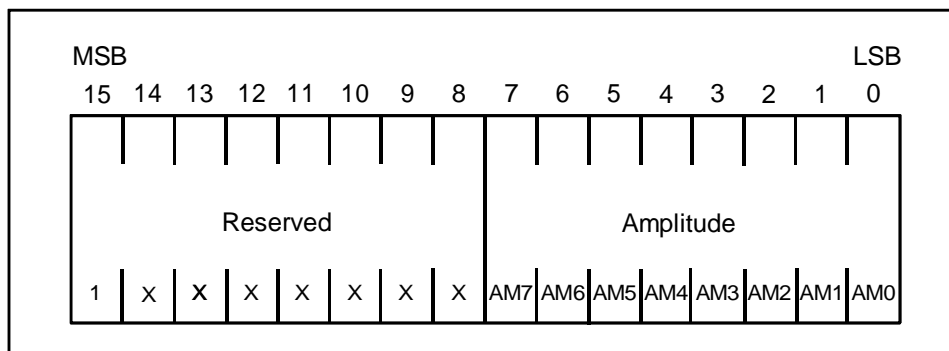 MSB LSB
15 14 13 12 11 10 9 8 7 6 5 4 3 2 1 0
Reserved Amplitude
1 X X X X X X X AM7 AM6 AM5 AM4 AM3 AM2 AM1 AM0